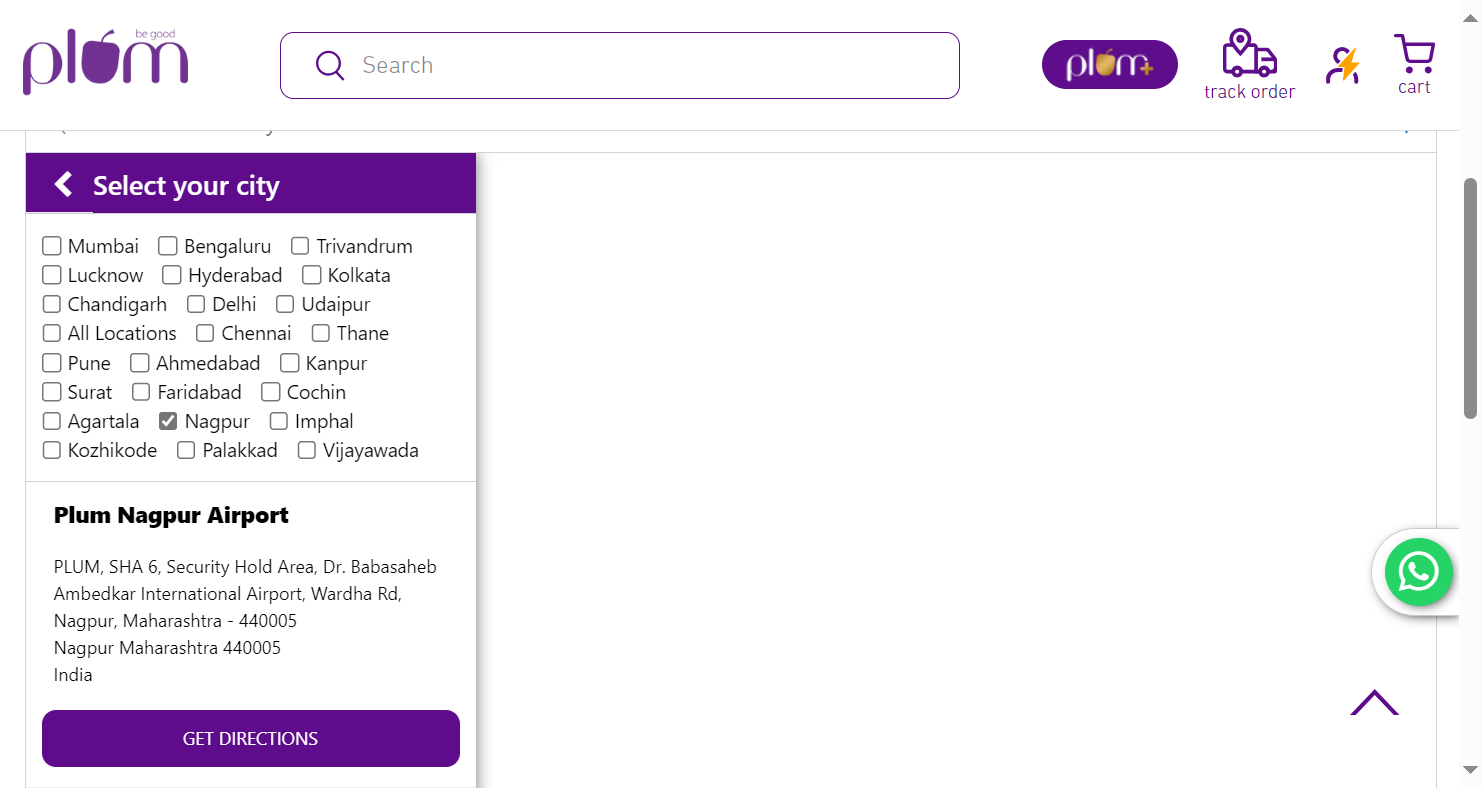 be good
plum
Search
plum+
track order
cart
Select your city
Mumbai Bengaluru Trivandrum
Lucknow Hyderabad Kolkata
Chandigarh Delhi Udaipur
All Locations Chennai Thane
Pune Ahmedabad Kanpur
Surat Faridabad Cochin
Agartala Nagpur Imphal
Kozhikode Palakkad Vijayawada
Plum Nagpur Airport
PLUM, SHA 6, Security Hold Area, Dr. Babasaheb
Ambedkar International Airport, Wardha Rd,
Nagpur, Maharashtra - 440005
Nagpur Maharashtra 440005
India
GET DIRECTIONS